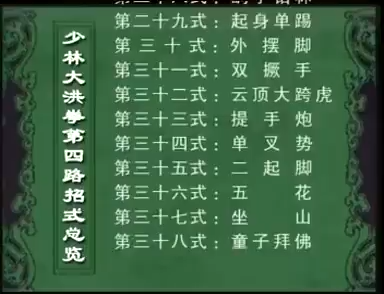 少林大洪拳第四路招式总览
第二十九式：起身单踢
第三十式：外摆脚
第三十一式：双撅手
第三十二式：云顶大跨虎
第三十三式：提手炮
第三十四式：单叉势
第三十五式：二起脚
第三十六式：五花
第三十七式：坐山
第三十八式：童子拜佛